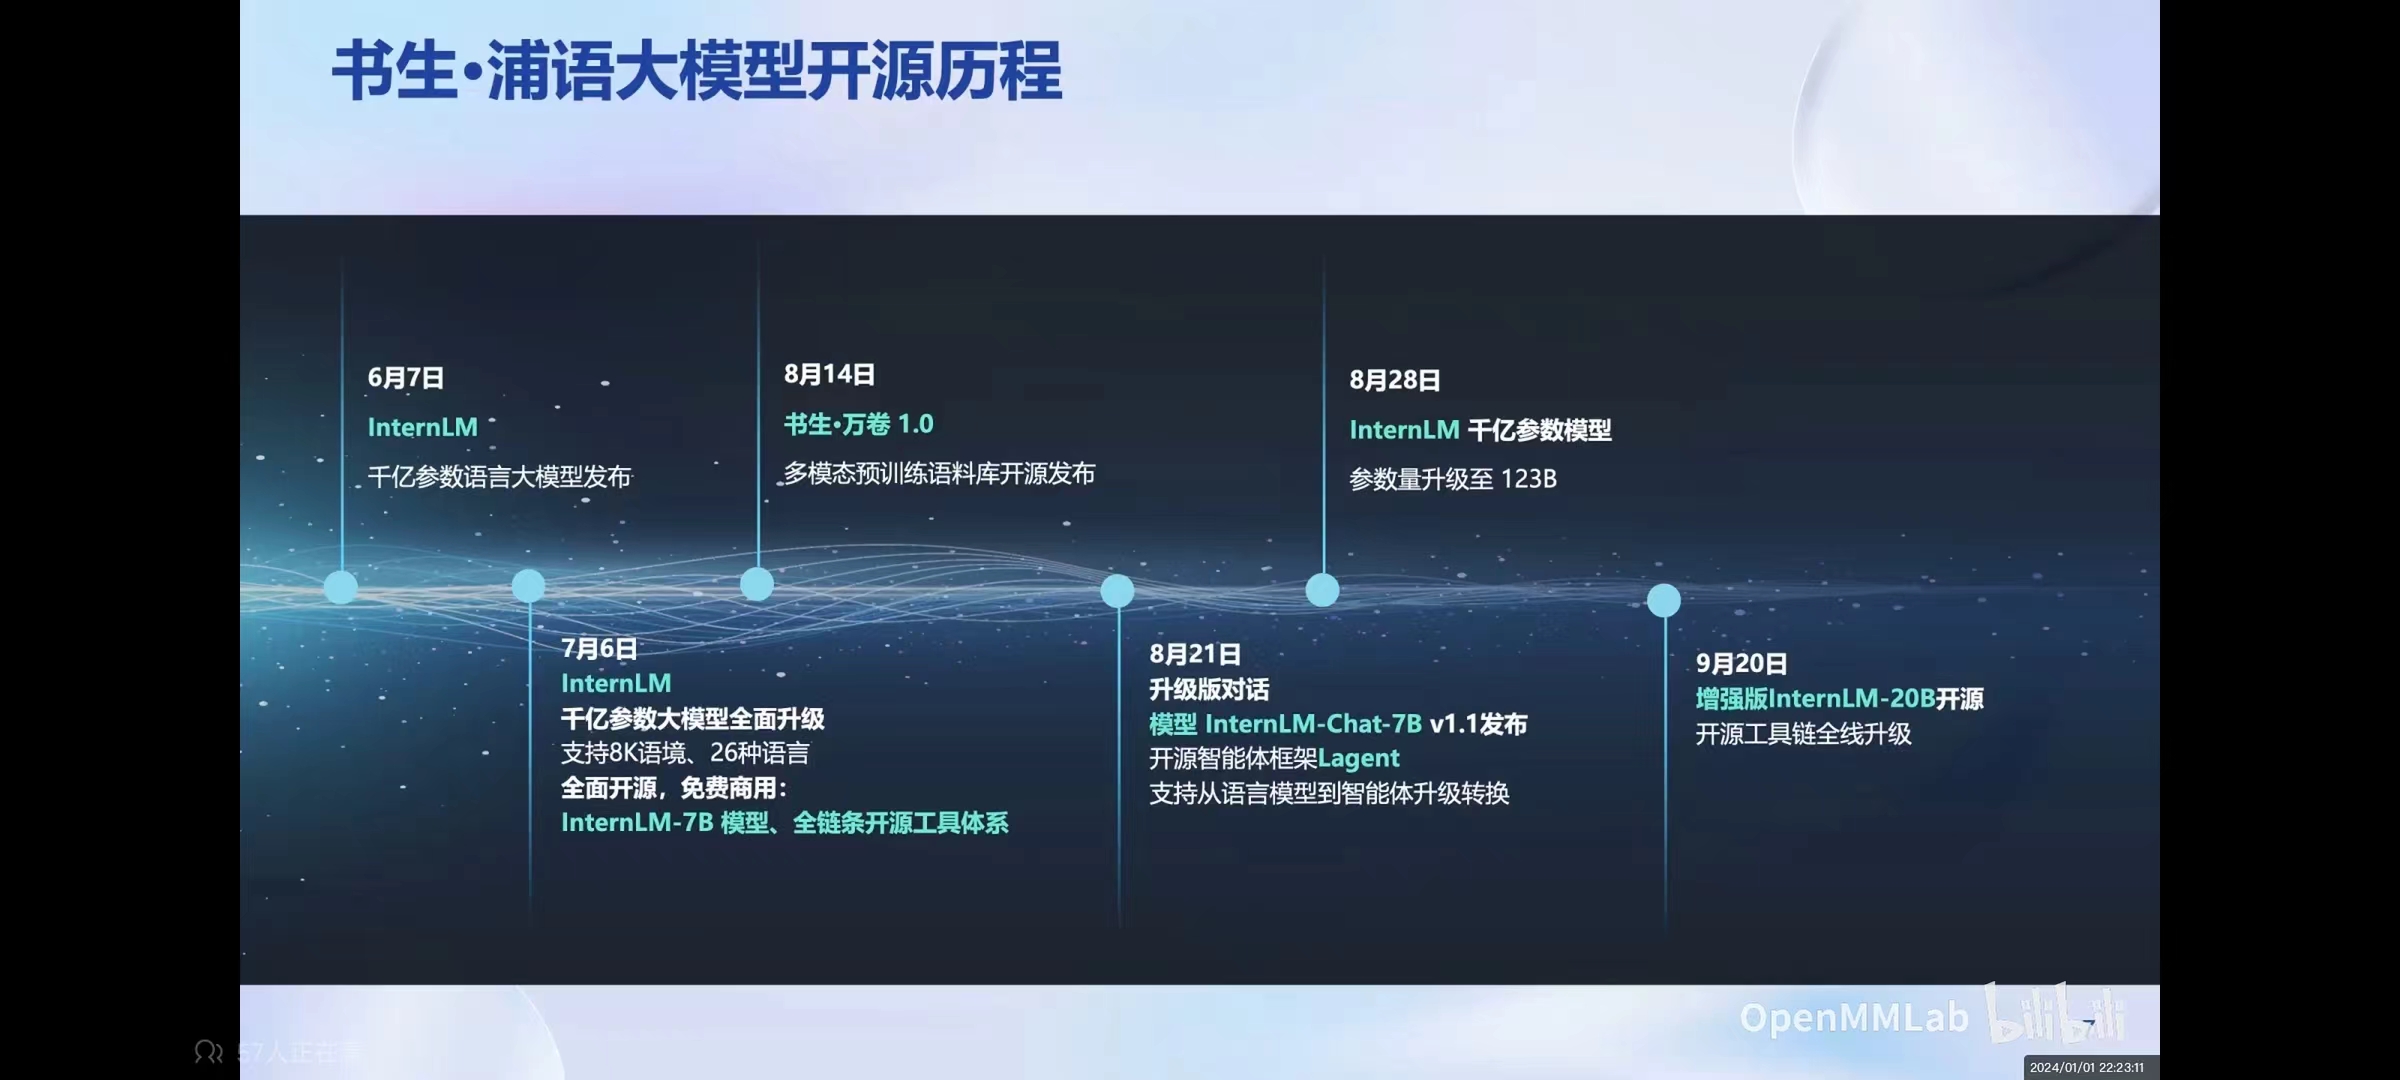 书生·浦语大模型开源历程
6月7日
InternLM
千亿参数语言大模型发布
8月14日
书生·万卷 1.0
多模态预训练语料库开源发布
8月28日
InternLM 千亿参数模型
参数量升级至 123B
7月6日
InternLM
千亿参数大模型全面升级
支持8K语境、26种语言
全面开源，免费商用：
InternLM-7B 模型、全链条开源工具体系
8月21日
升级版对话
模型 InternLM-Chat-7B v1.1发布
开源智能体框架Lagent
支持从语言模型到智能体升级转换
9月20日
增强版InternLM-20B开源
开源工具链全线升级
OpenMMLab bilibili
7
57人正在看
2024/01/01 22:23:11